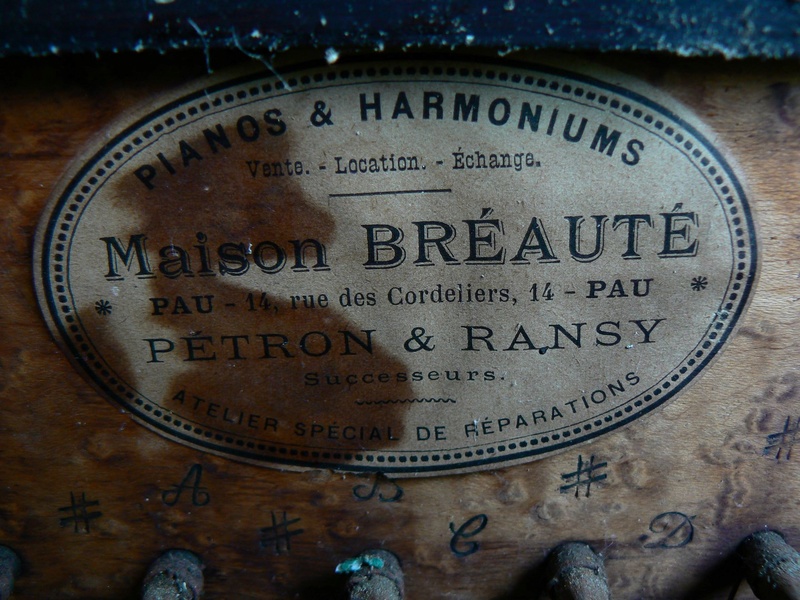 PIANOS & HARMONIUMS
Vente. - Location. - Échange.
Maison BRÉAUTÉ
* PAU - 14, rue des Cordeliers, 14 - PAU *
PÉTRON & RANSY
Successeurs.
ATELIER SPÉCIAL DE RÉPARATIONS
# A # B C # D #